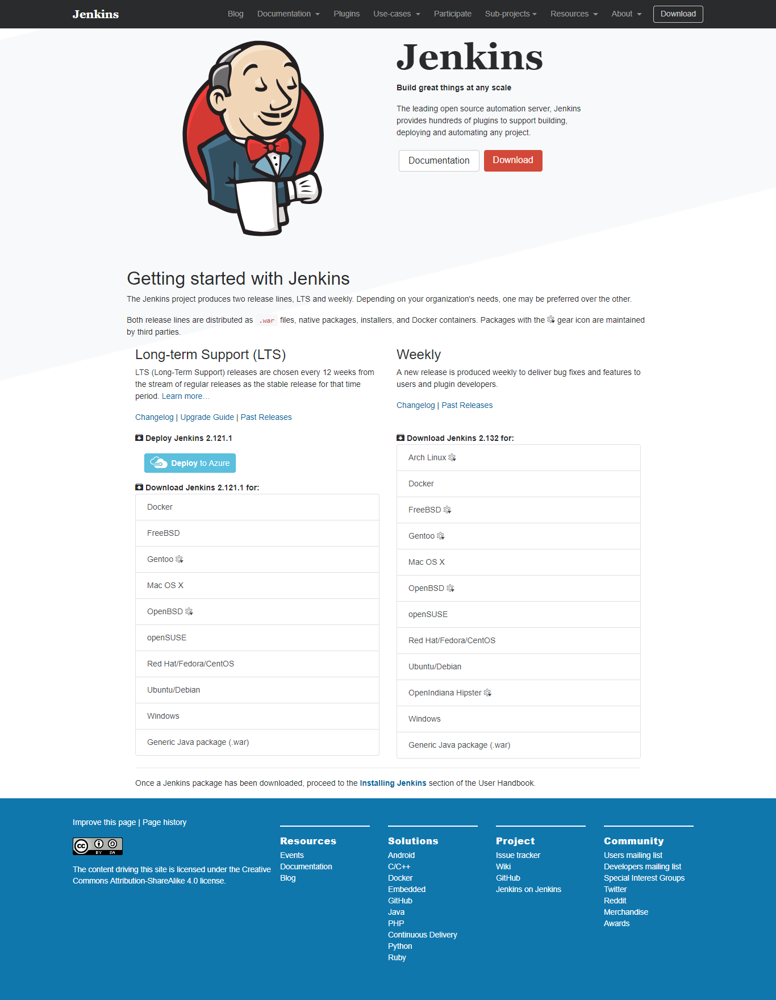 Jenkins
Blog Documentation Plugins Use-cases Participate Sub-projects Resources About Download
Jenkins
Build great things at any scale
The leading open source automation server, Jenkins
provides hundreds of plugins to support building,
deploying and automating any project.
Documentation Download
Getting started with Jenkins
The Jenkins project produces two release lines, LTS and weekly. Depending on your organization's needs, one may be preferred over the other.
Both release lines are distributed as .war files, native packages, installers, and Docker containers. Packages with the gear icon are maintained
by third parties.
Long-term Support (LTS)
LTS (Long-Term Support) releases are chosen every 12 weeks from
the stream of regular releases as the stable release for that time
period. Learn more…
Changelog | Upgrade Guide | Past Releases
Deploy Jenkins 2.121.1
Deploy to Azure
Download Jenkins 2.121.1 for:
Docker
FreeBSD
Gentoo
Mac OS X
OpenBSD
openSUSE
Red Hat/Fedora/CentOS
Ubuntu/Debian
Windows
Generic Java package (.war)
Weekly
A new release is produced weekly to deliver bug fixes and features to
users and plugin developers.
Changelog | Past Releases
Download Jenkins 2.132 for:
Arch Linux
Docker
FreeBSD
Gentoo
Mac OS X
OpenBSD
openSUSE
Red Hat/Fedora/CentOS
Ubuntu/Debian
OpenIndiana Hipster
Windows
Generic Java package (.war)
Once a Jenkins package has been downloaded, proceed to the Installing Jenkins section of the User Handbook.
Improve this page | Page history
cc BY SA
The content driving this site is licensed under the Creative
Commons Attribution-ShareAlike 4.0 license.
Resources
Events
Documentation
Blog
Solutions
Android
C/C++
Docker
Embedded
GitHub
Java
PHP
Continuous Delivery
Python
Ruby
Project
Issue tracker
Wiki
GitHub
Jenkins on Jenkins
Community
Users mailing list
Developers mailing list
Special Interest Groups
Twitter
Reddit
Merchandise
Awards